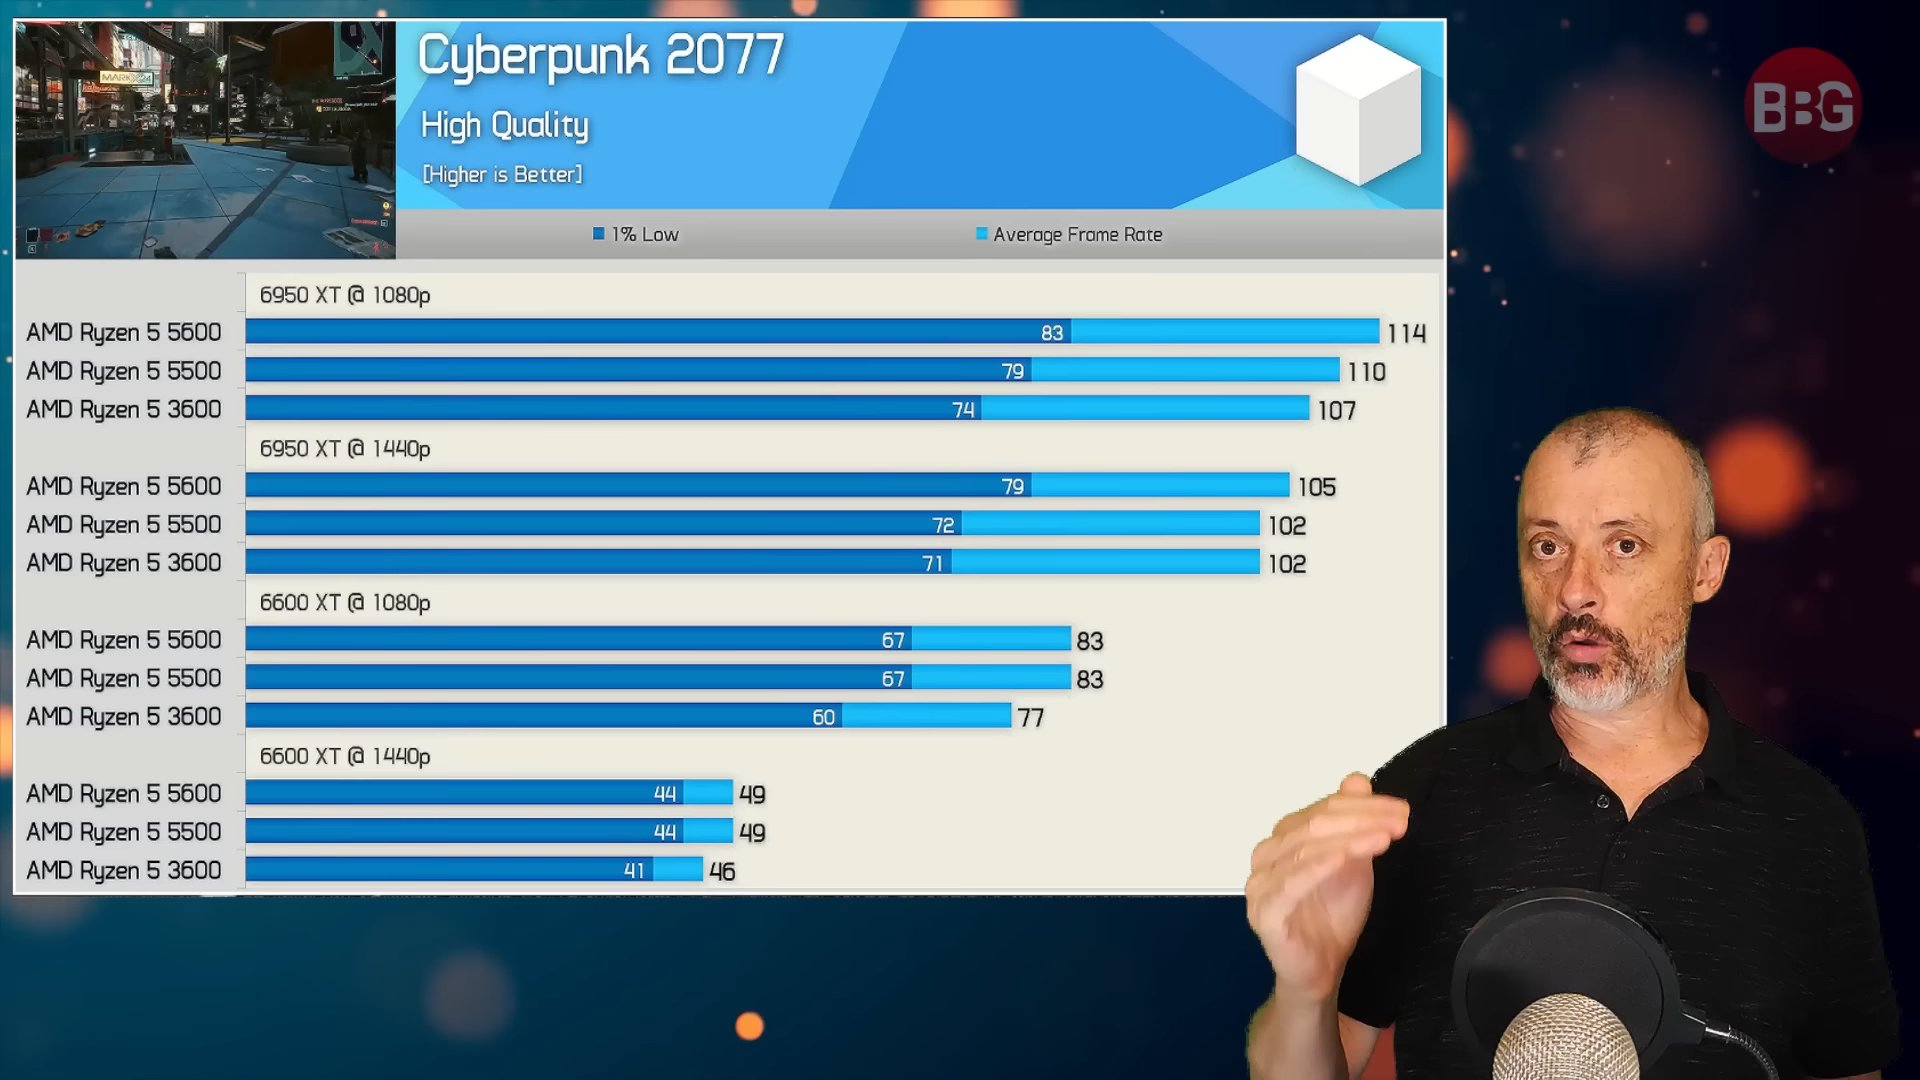 BBG
Cyberpunk 2077
High Quality
[Higher is Better]
1% Low
Average Frame Rate
6950 XT @ 1080p
AMD Ryzen 5 5600 83 114
AMD Ryzen 5 5500 79 110
AMD Ryzen 5 3600 74 107
6950 XT @ 1440p
AMD Ryzen 5 5600 79 105
AMD Ryzen 5 5500 72 102
AMD Ryzen 5 3600 71 102
6600 XT @ 1080p
AMD Ryzen 5 5600 67 83
AMD Ryzen 5 5500 67 83
AMD Ryzen 5 3600 60 77
6600 XT @ 1440p
AMD Ryzen 5 5600 44 49
AMD Ryzen 5 5500 44 49
AMD Ryzen 5 3600 41 46